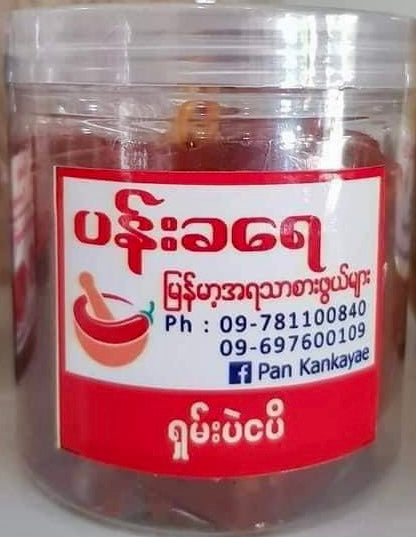 ပန်းခရေ
မြန်မာ့အရသာစားဖွယ်များ
Ph : 09-781100840
09-697600109
f Pan Kankayae
ရှမ်းပဲငပိ